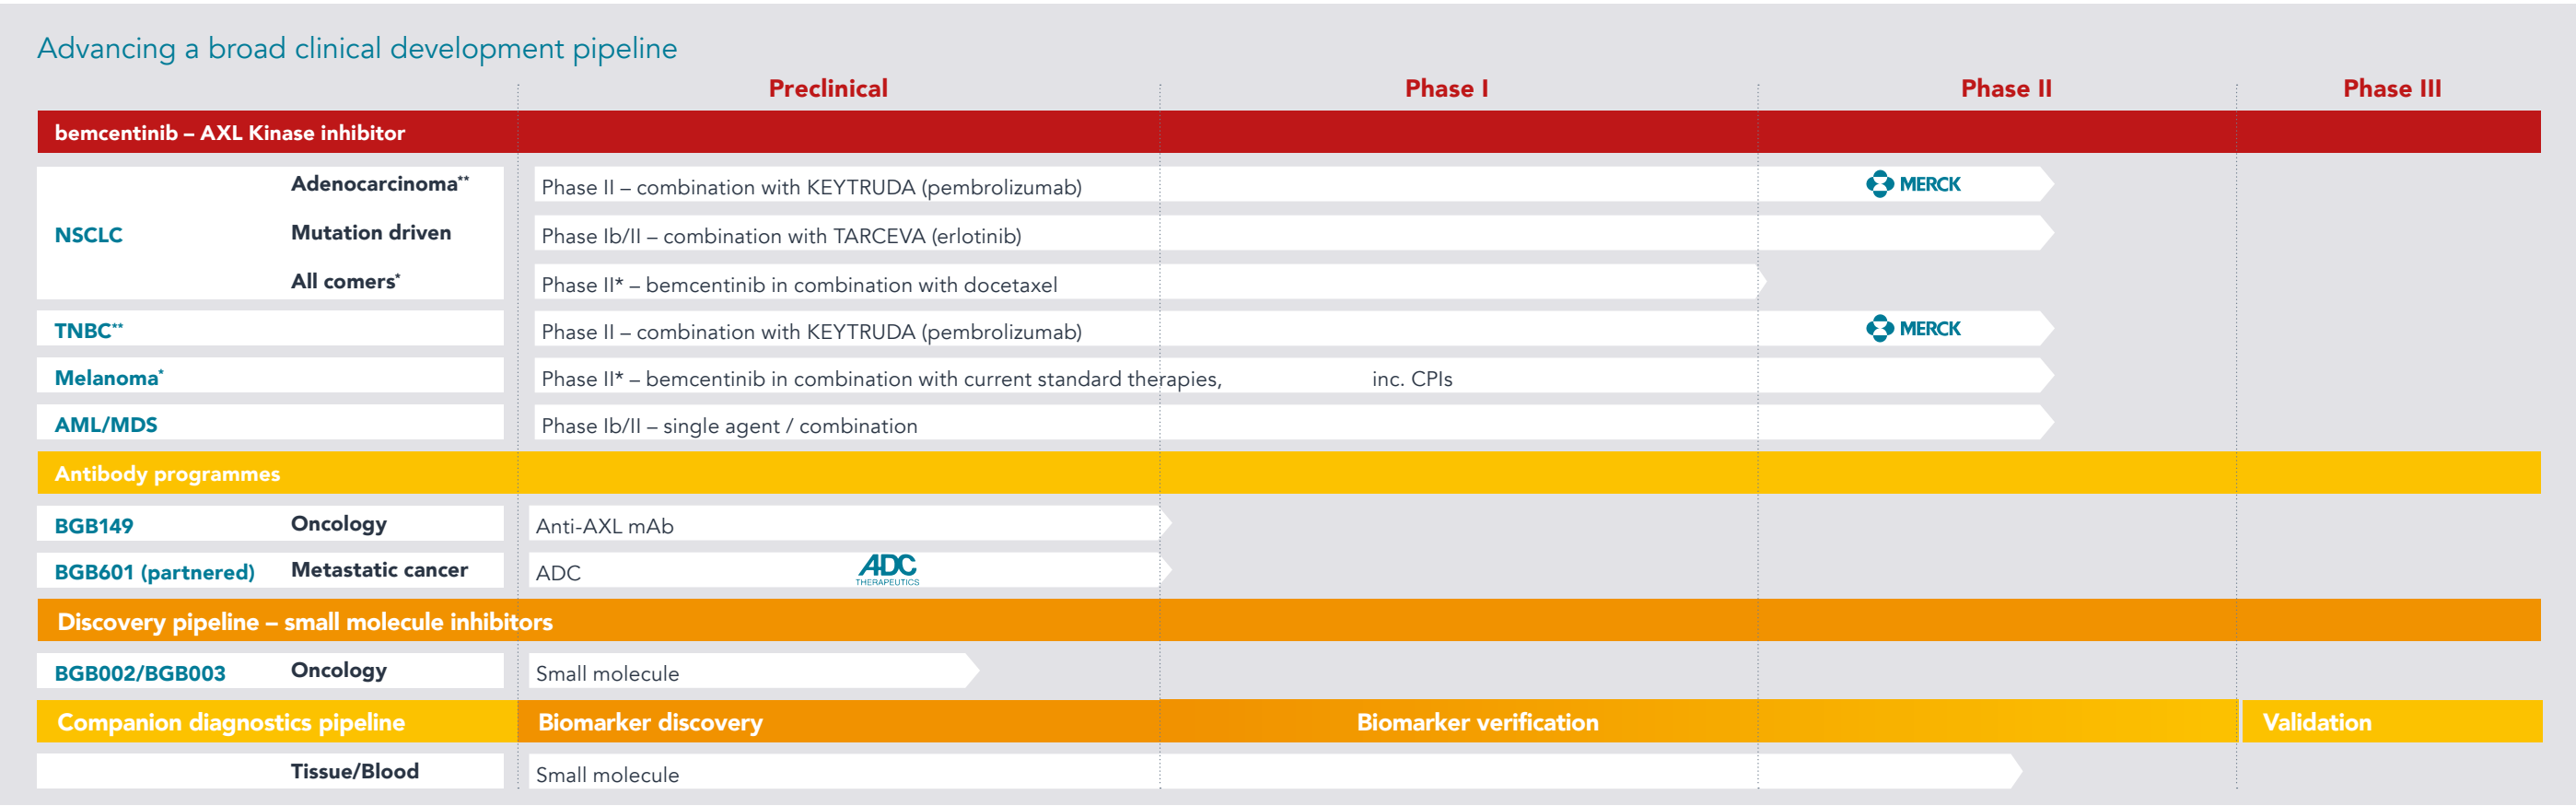 Advancing a broad clinical development pipeline
Preclinical Phase I Phase II Phase III
bemcentinib – AXL Kinase inhibitor
Adenocarcinoma** Phase II – combination with KEYTRUDA (pembrolizumab) MERCK
NSCLC Mutation driven Phase Ib/II – combination with TARCEVA (erlotinib)
All comers* Phase II* – bemcentinib in combination with docetaxel
TNBC** Phase II – combination with KEYTRUDA (pembrolizumab) MERCK
Melanoma* Phase II* – bemcentinib in combination with current standard therapies, inc. CPIs
AML/MDS Phase Ib/II – single agent / combination
Antibody programmes
BGB149 Oncology Anti-AXL mAb
BGB601 (partnered) Metastatic cancer ADC ADC THERAPEUTICS
Discovery pipeline – small molecule inhibitors
BGB002/BGB003 Oncology Small molecule
Companion diagnostics pipeline Biomarker discovery Biomarker verification Validation
Tissue/Blood Small molecule